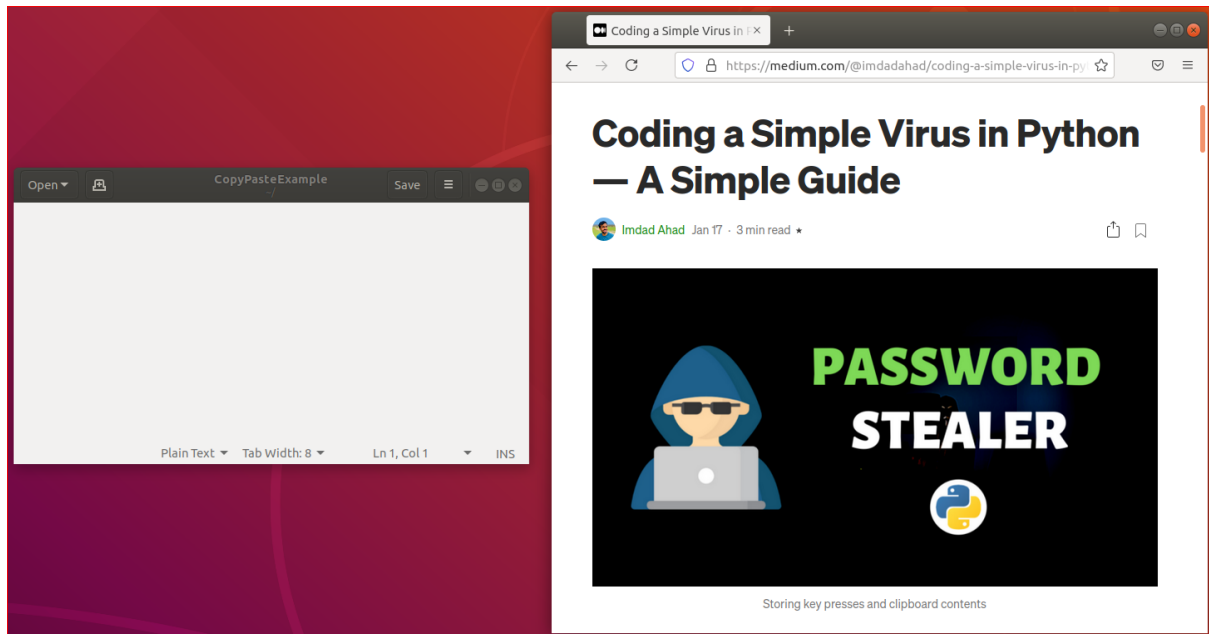 Open
CopyPasteExample
~/
Save
Plain Text
Tab Width: 8
Ln 1, Col 1
INS
Coding a Simple Virus in
https://medium.com/@imdadahad/coding-a-simple-virus-in-py
Coding a Simple Virus in Python
— A Simple Guide
Imdad Ahad Jan 17 · 3 min read ★
PASSWORD
STEALER
Storing key presses and clipboard contents